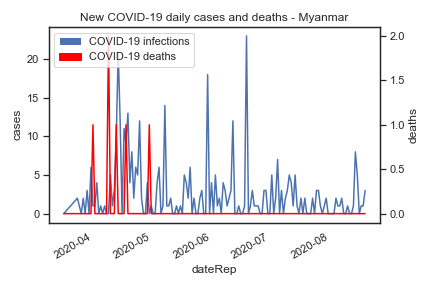 New COVID-19 daily cases and deaths - Myanmar
COVID-19 infections
COVID-19 deaths
20
15
10
5
0
cases
2.0
1.5
1.0
0.5
0.0
deaths
2020-04
2020-05
2020-06
2020-07
2020-08
dateRep